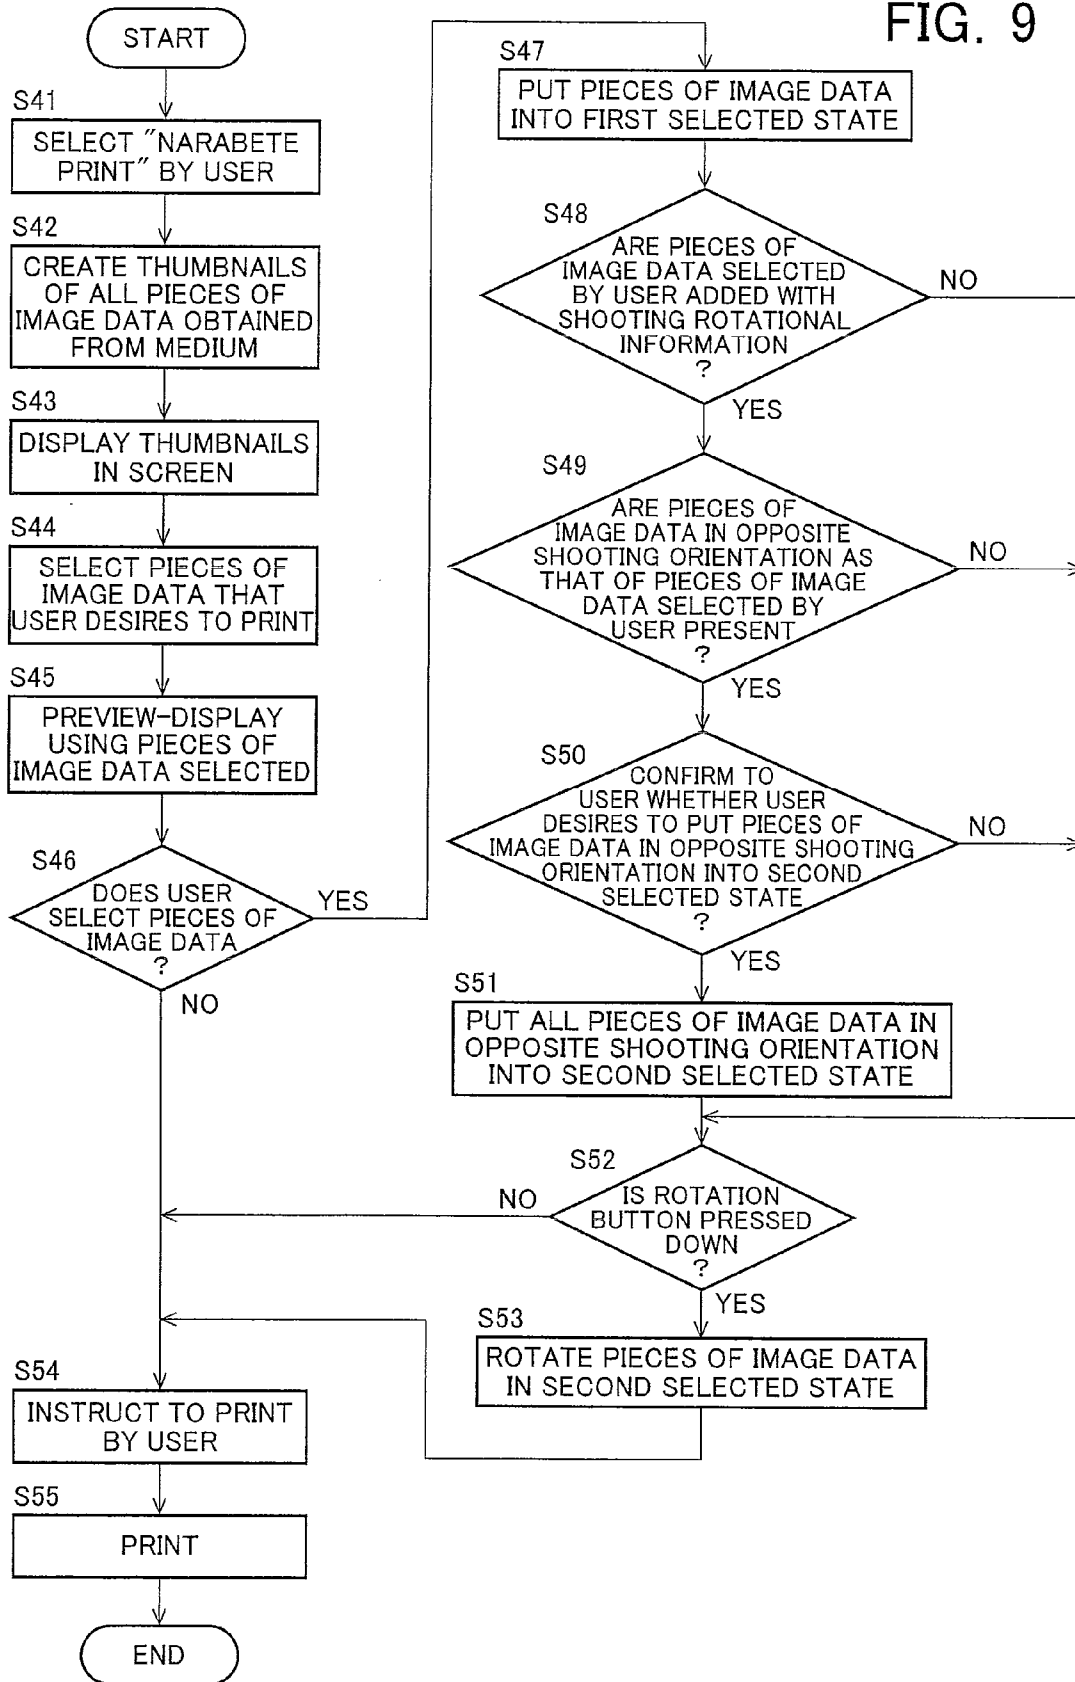 FIG. 9
START
S41
SELECT "NARABETE
PRINT" BY USER
S42
CREATE THUMBNAILS
OF ALL PIECES OF
IMAGE DATA OBTAINED
FROM MEDIUM
S43
DISPLAY THUMBNAILS
IN SCREEN
S44
SELECT PIECES OF
IMAGE DATA THAT
USER DESIRES TO PRINT
S45
PREVIEW-DISPLAY
USING PIECES OF
IMAGE DATA SELECTED
S46
DOES USER
SELECT PIECES OF
IMAGE DATA
?
YES
NO
S47
PUT PIECES OF IMAGE DATA
INTO FIRST SELECTED STATE
S48
ARE PIECES OF
IMAGE DATA SELECTED
BY USER ADDED WITH
SHOOTING ROTATIONAL
INFORMATION
?
NO
YES
S49
ARE PIECES OF
IMAGE DATA IN OPPOSITE
SHOOTING ORIENTATION AS
THAT OF PIECES OF IMAGE
DATA SELECTED BY
USER PRESENT
?
NO
YES
S50
CONFIRM TO
USER WHETHER USER
DESIRES TO PUT PIECES OF
IMAGE DATA IN OPPOSITE SHOOTING
ORIENTATION INTO SECOND
SELECTED STATE
?
NO
YES
S51
PUT ALL PIECES OF IMAGE DATA IN
OPPOSITE SHOOTING ORIENTATION
INTO SECOND SELECTED STATE
S52
IS ROTATION
BUTTON PRESSED
DOWN
?
NO
YES
S53
ROTATE PIECES OF IMAGE DATA
IN SECOND SELECTED STATE
S54
INSTRUCT TO PRINT
BY USER
S55
PRINT
END